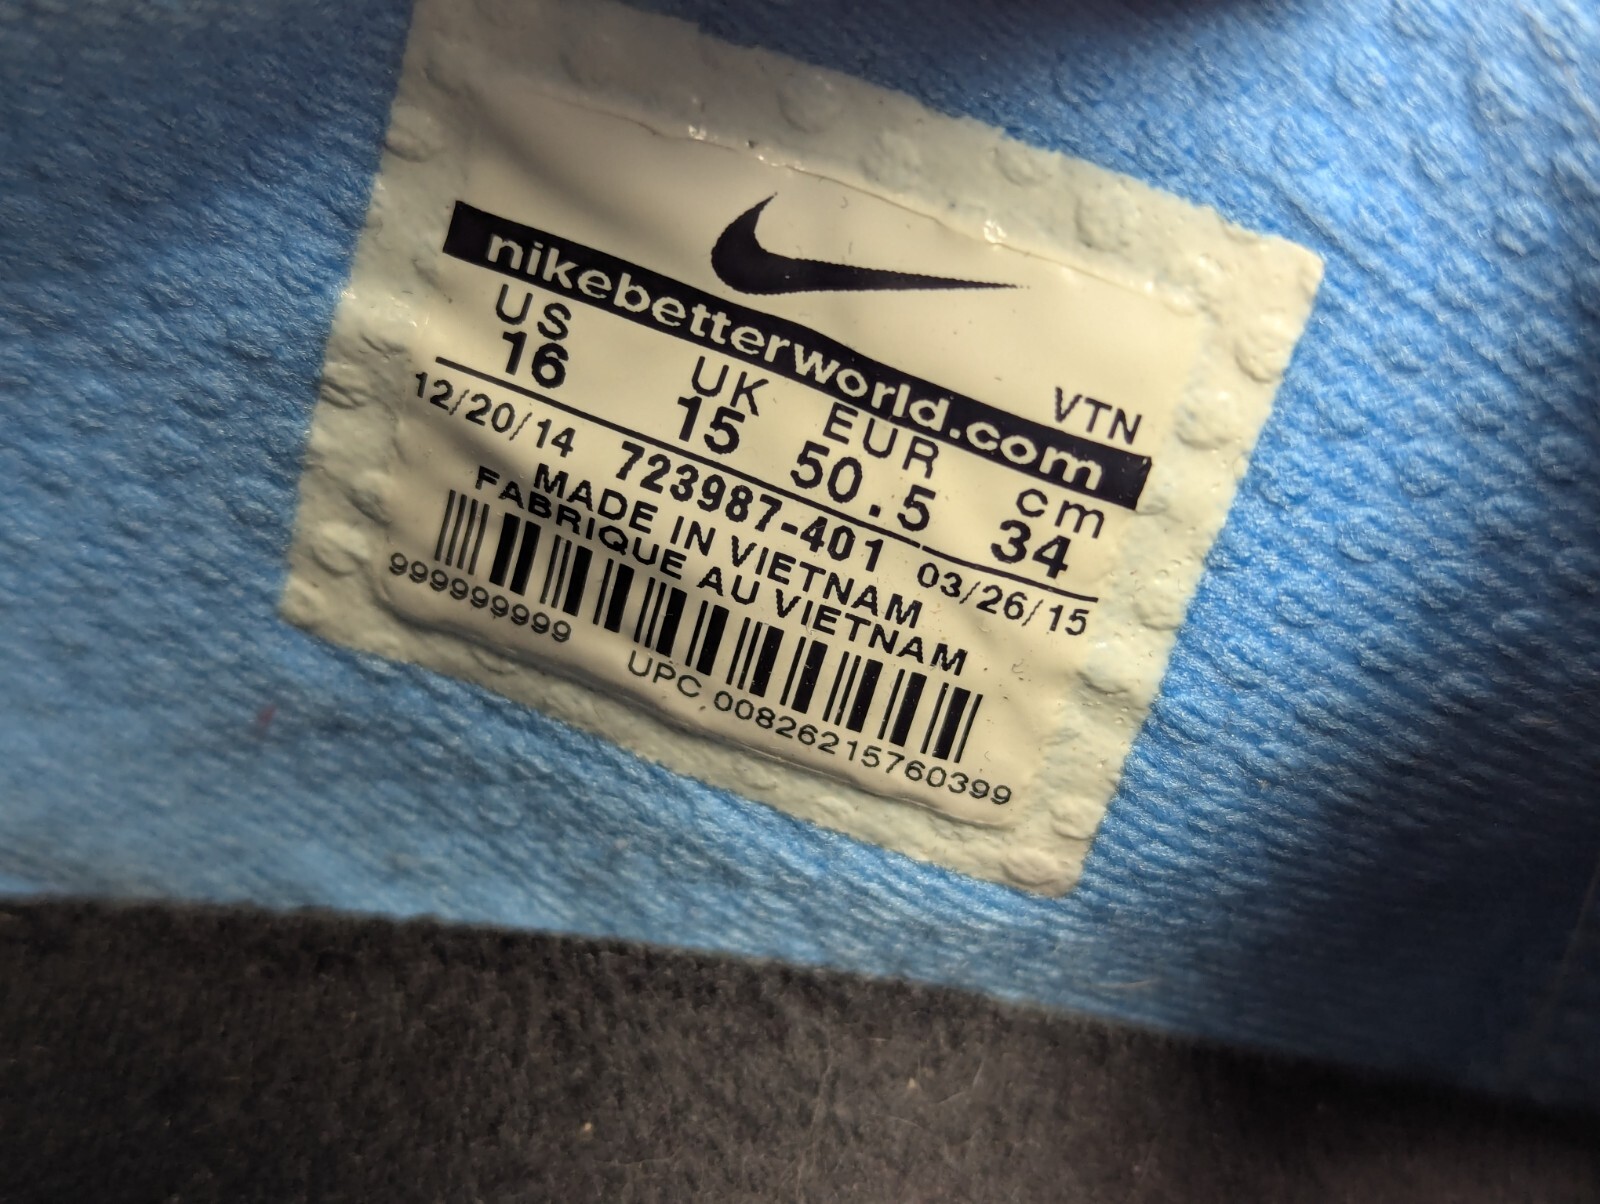 nikebetterworld.com
VTN
US UK EUR cm
16 15 50.5 34
12/20/14 723987-401 03/26/15
MADE IN VIETNAM
FABRIQUE AU VIETNAM
999999999 UPC 00826215760399